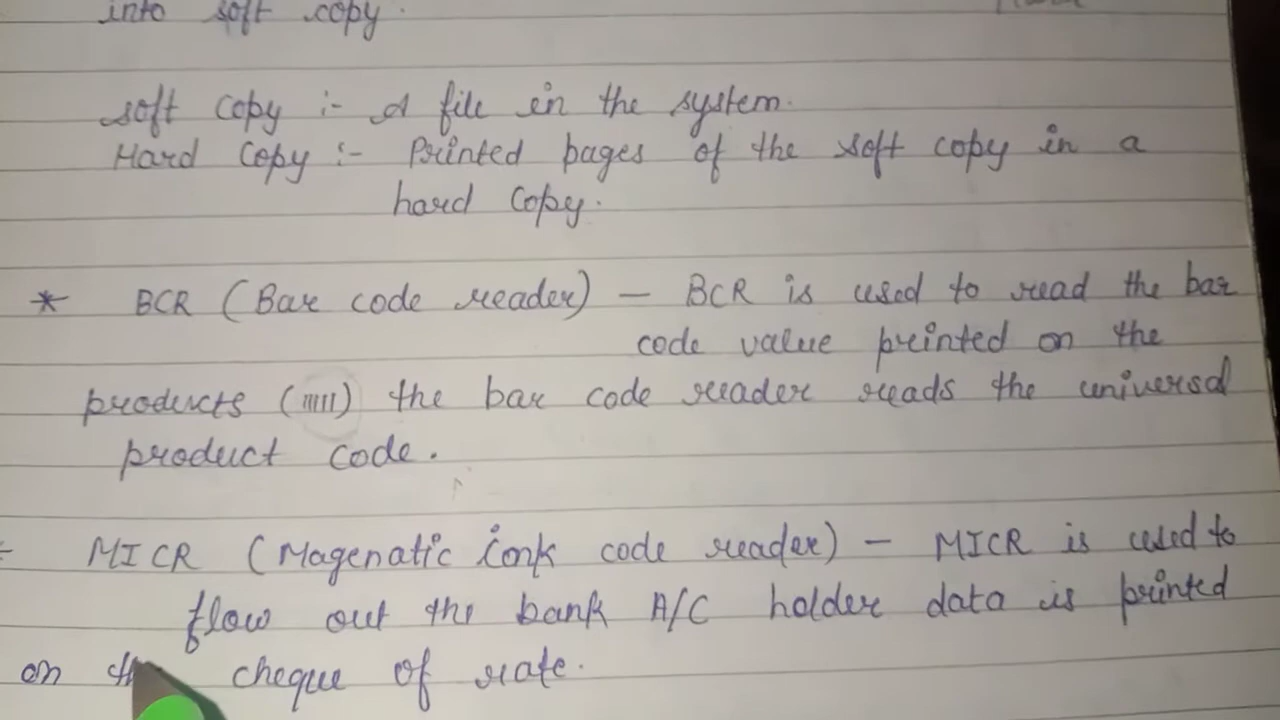 into soft copy.
soft copy :- A file in the system.
Hard Copy :- Printed pages of the soft copy in a
hard Copy.
* BCR (Bar code reader) — BCR is used to read the bar
code value printed on the
products (||||||) the bar code reader reads the universal
product code.
MICR (Magenatic ink code reader) — MICR is used to
flow out the bank A/C holder data is printed
on cheque of rate.